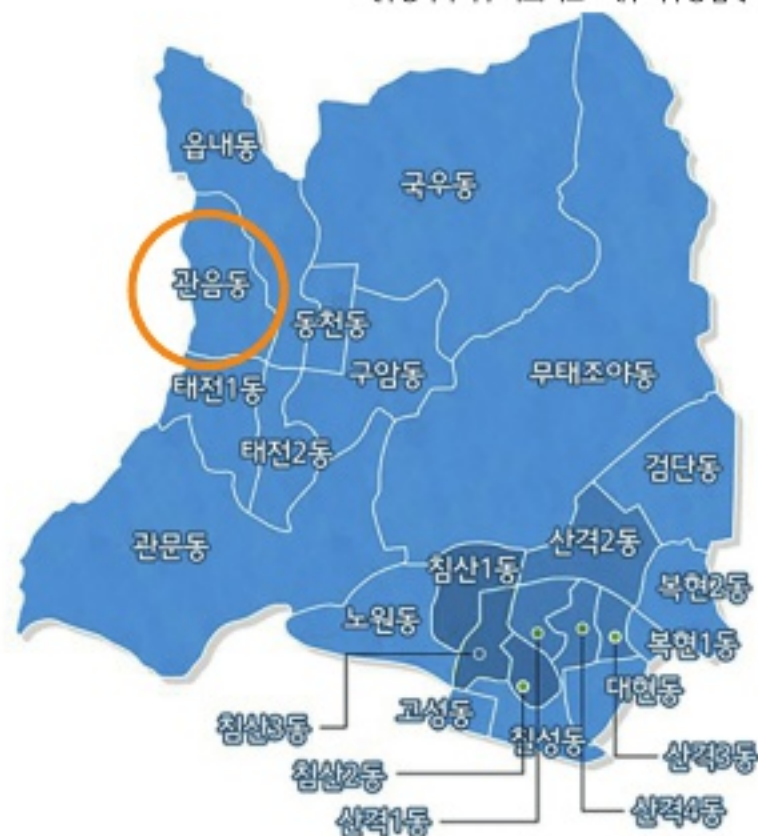 읍내동
국우동
관음동
동천동
구암동
무태조야동
태전1동
태전2동
검단동
관문동
산격2동
침산1동
복현2동
노원동
복현1동
대현동
고성동
침산3동
칠성동
산격3동
침산2동
산격4동
산격1동